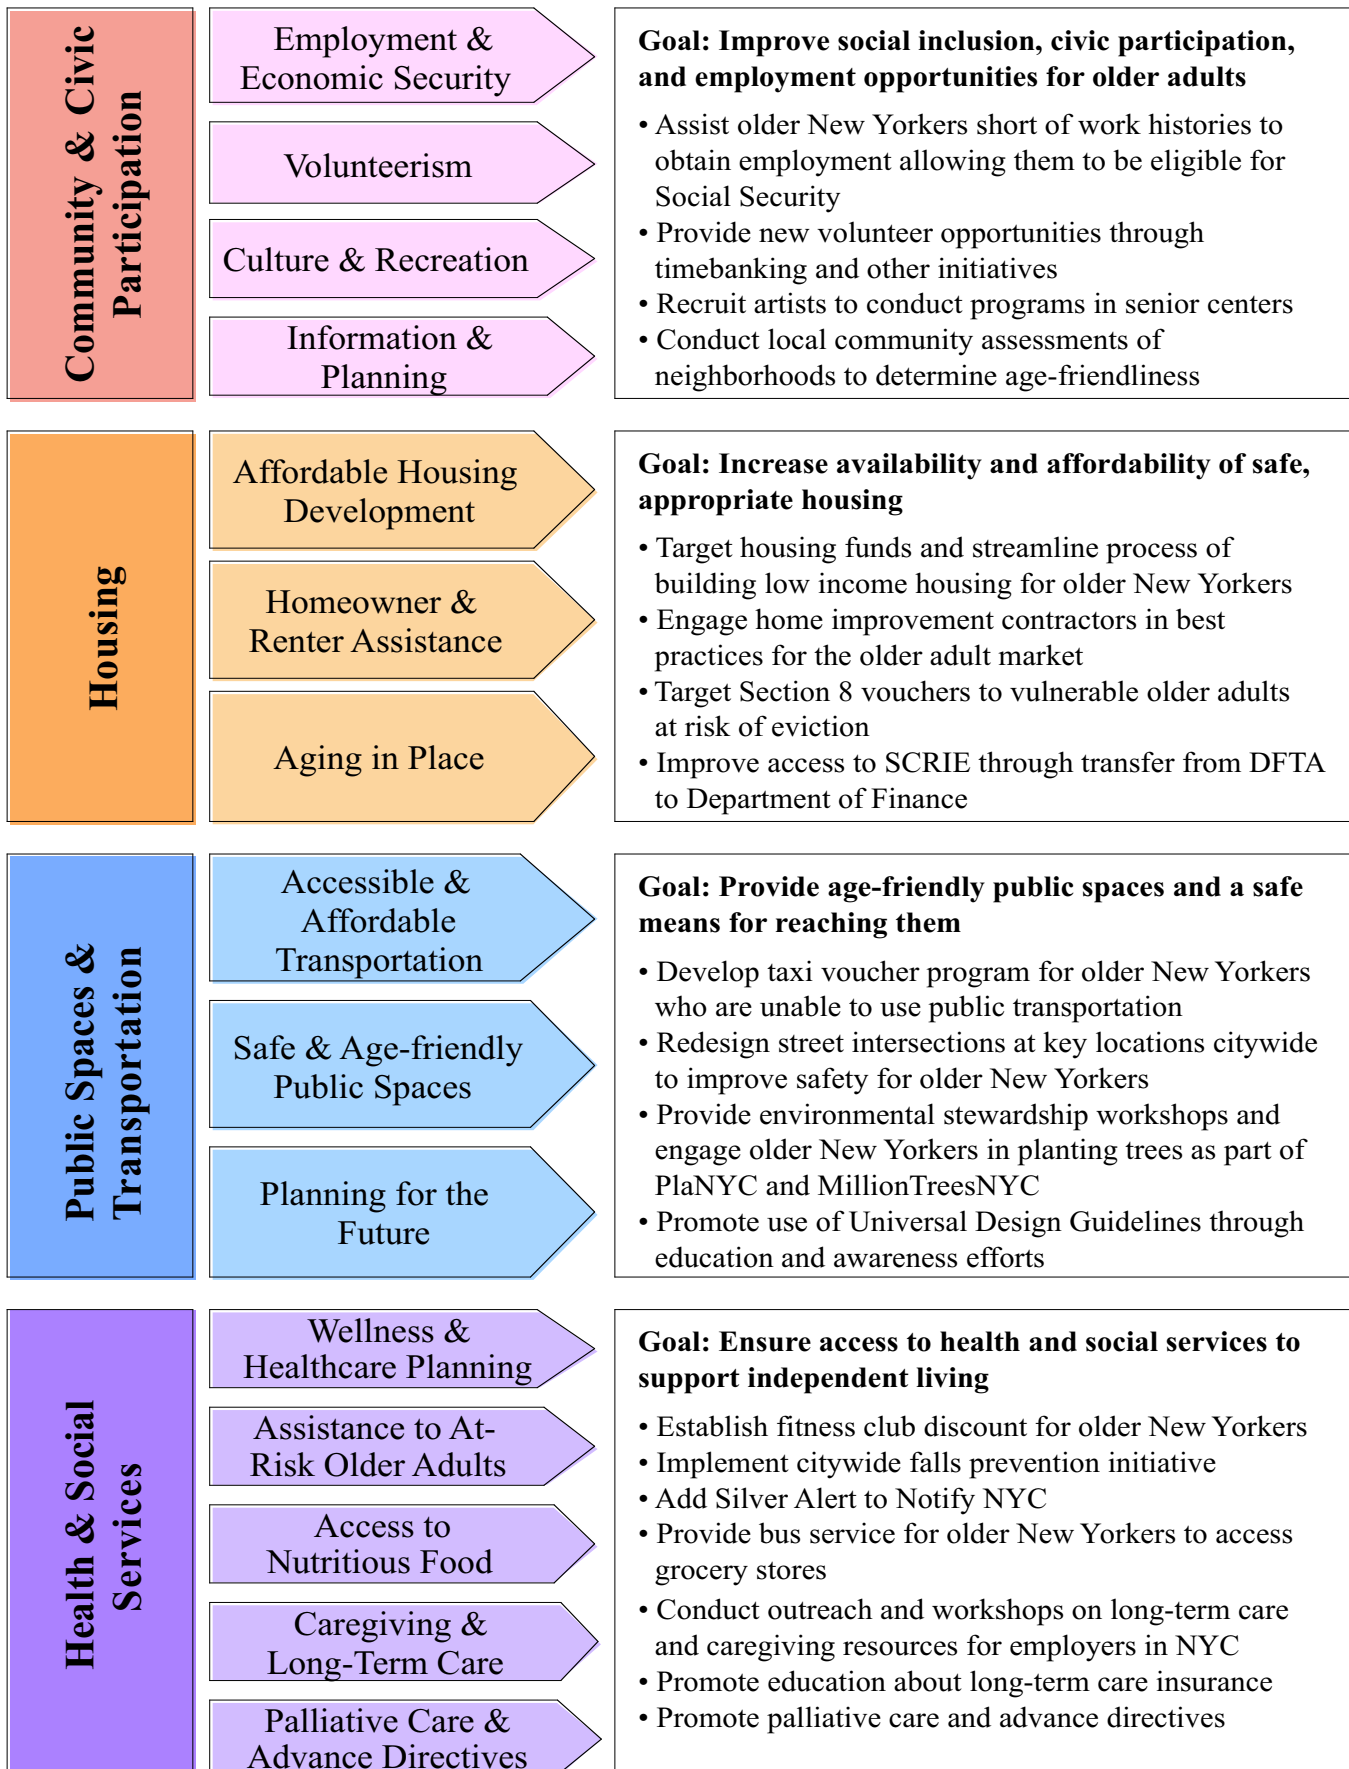 Community & Civic
Participation
Employment &
Economic Security
Volunteerism
Culture & Recreation
Information &
Planning
Goal: Improve social inclusion, civic participation,
and employment opportunities for older adults
• Assist older New Yorkers short of work histories to
obtain employment allowing them to be eligible for
Social Security
• Provide new volunteer opportunities through
timebanking and other initiatives
• Recruit artists to conduct programs in senior centers
• Conduct local community assessments of
neighborhoods to determine age-friendliness
Housing
Affordable Housing
Development
Homeowner &
Renter Assistance
Aging in Place
Goal: Increase availability and affordability of safe,
appropriate housing
• Target housing funds and streamline process of
building low income housing for older New Yorkers
• Engage home improvement contractors in best
practices for the older adult market
• Target Section 8 vouchers to vulnerable older adults
at risk of eviction
• Improve access to SCRIE through transfer from DFTA
to Department of Finance
Public Spaces &
Transportation
Accessible &
Affordable
Transportation
Safe & Age-friendly
Public Spaces
Planning for the
Future
Goal: Provide age-friendly public spaces and a safe
means for reaching them
• Develop taxi voucher program for older New Yorkers
who are unable to use public transportation
• Redesign street intersections at key locations citywide
to improve safety for older New Yorkers
• Provide environmental stewardship workshops and
engage older New Yorkers in planting trees as part of
PlaNYC and MillionTreesNYC
• Promote use of Universal Design Guidelines through
education and awareness efforts
Health & Social
Services
Wellness &
Healthcare Planning
Assistance to At-
Risk Older Adults
Access to
Nutritious Food
Caregiving &
Long-Term Care
Palliative Care &
Advance Directives
Goal: Ensure access to health and social services to
support independent living
• Establish fitness club discount for older New Yorkers
• Implement citywide falls prevention initiative
• Add Silver Alert to Notify NYC
• Provide bus service for older New Yorkers to access
grocery stores
• Conduct outreach and workshops on long-term care
and caregiving resources for employers in NYC
• Promote education about long-term care insurance
• Promote palliative care and advance directives